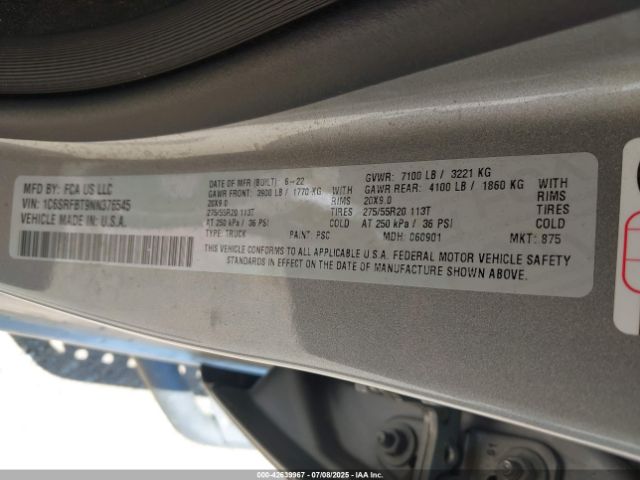 MFD BY: FCA US LLC
VIN: 1C6SRFBT9NN376545
VEHICLE MADE IN: U.S.A.
DATE OF MFR (BUILT): 6-22
GAWR FRONT: 3900 LB / 1770 KG WITH
20X9.0 RIMS
275/55R20 113T TIRES
AT 250 kPa / 36 PSI COLD
TYPE: TRUCK PAINT: PSC
GVWR: 7100 LB / 3221 KG
GAWR REAR: 4100 LB / 1860 KG WITH
20X9.0 RIMS
275/55R20 113T TIRES
AT 250 kPa / 36 PSI COLD
MDH: 060901 MKT: 875
THIS VEHICLE CONFORMS TO ALL APPLICABLE U.S.A. FEDERAL MOTOR VEHICLE SAFETY
STANDARDS IN EFFECT ON THE DATE OF MANUFACTURE SHOWN ABOVE.
000-42639967 - 07/08/2025 - IAAI.COM